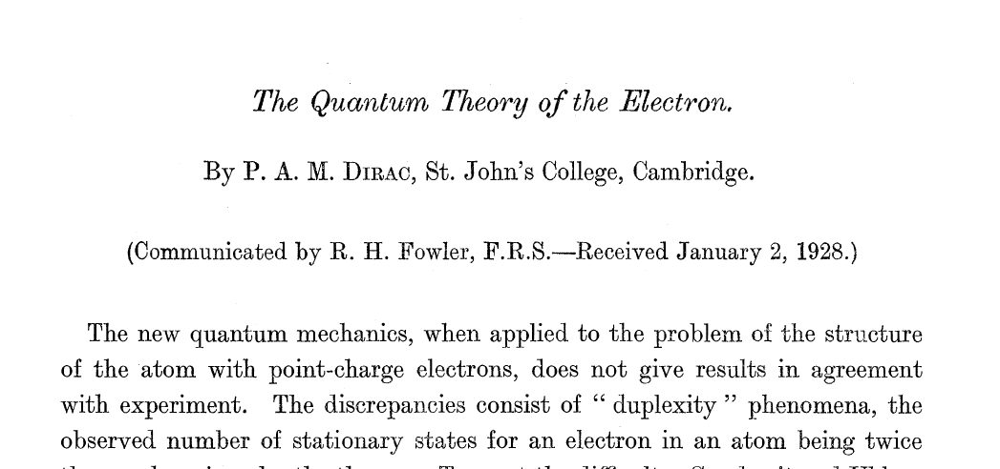 The Quantum Theory of the Electron.
By P. A. M. DIRAC, St. John's College, Cambridge.
(Communicated by R. H. Fowler, F.R.S.—Received January 2, 1928.)
The new quantum mechanics, when applied to the problem of the structure
of the atom with point-charge electrons, does not give results in agreement
with experiment. The discrepancies consist of “ duplexity ” phenomena, the
observed number of stationary states for an electron in an atom being twice